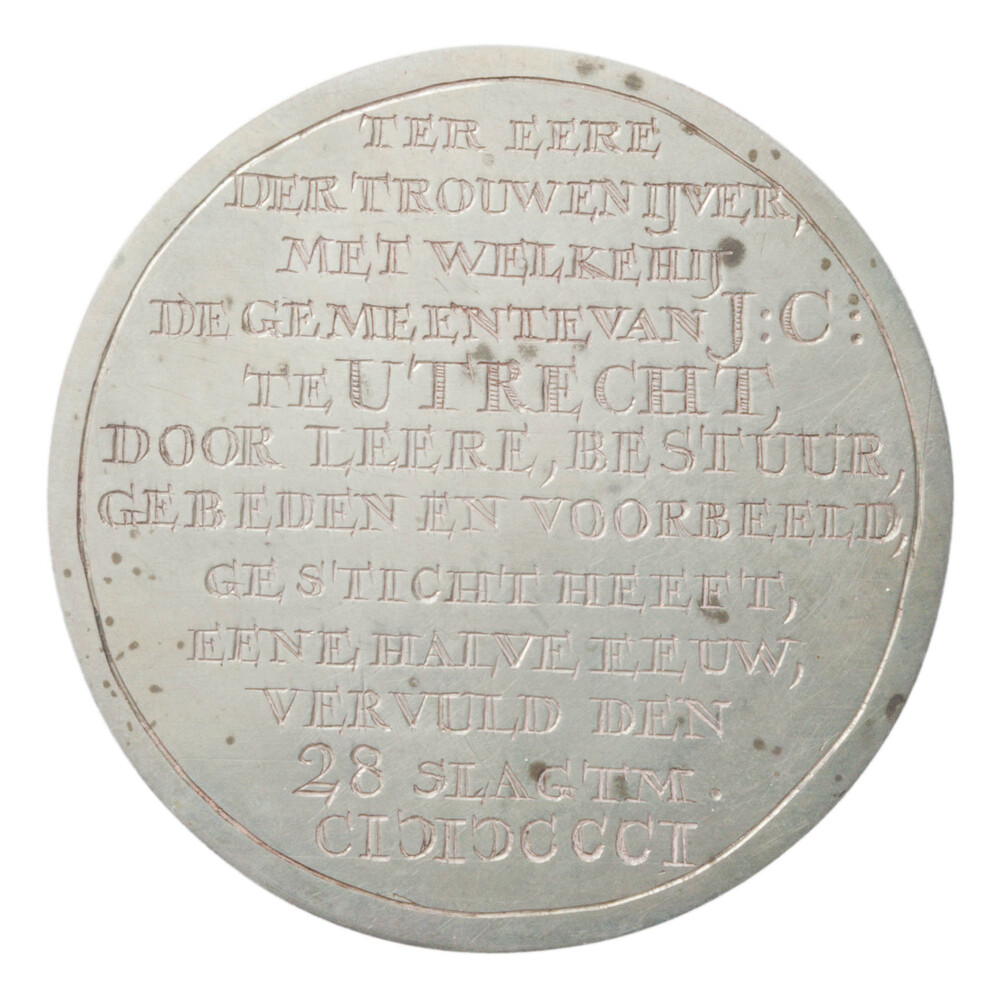 TER EERE
DER TROUWEN IJVER,
MET WELKE HIJ
DE GEMEENTE VAN J:C:
TE UTRECHT,
DOOR LEERE, BESTUUR,
GEBEDEN EN VOORBEELD,
GESTICHT HEEFT,
EENE HALVE EEUW,
VERVULD DEN
28 SLAGTM.
CIↃIↃCCCI